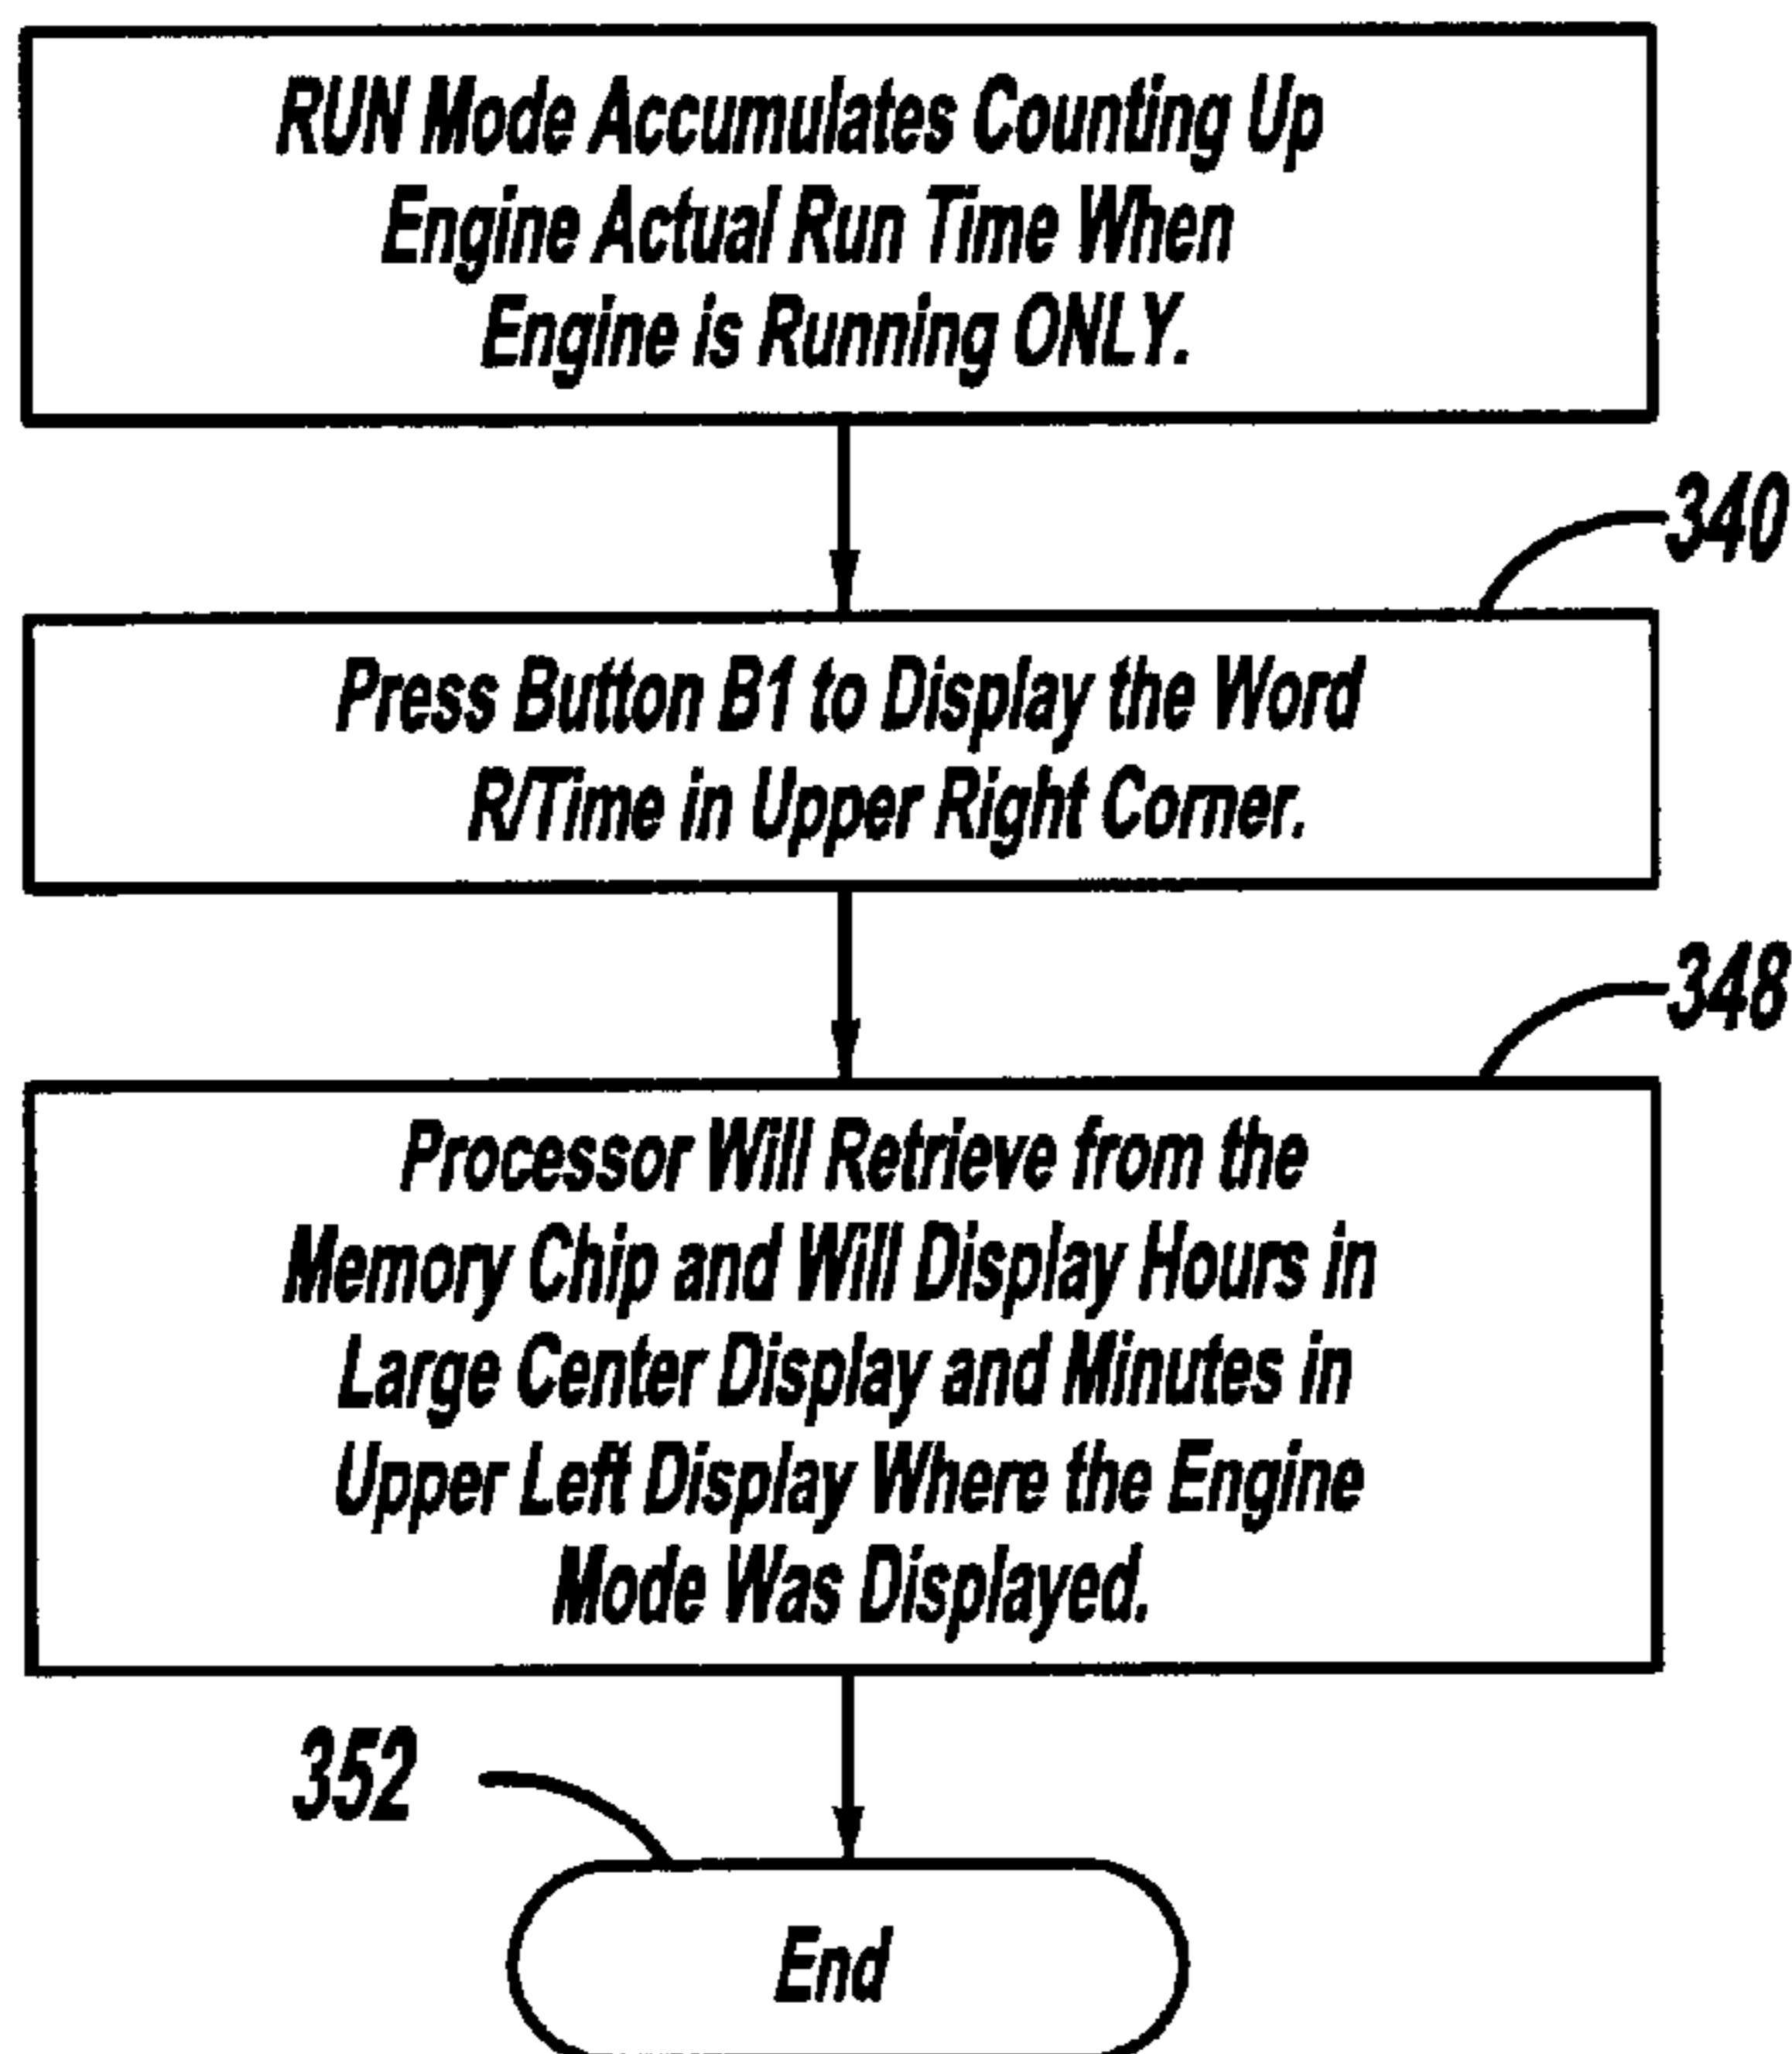 RUN Mode Accumulates Counting Up
Engine Actual Run Time When
Engine is Running ONLY.
340
Press Button B1 to Display the Word
R/Time in Upper Right Corner.
348
Processor Will Retrieve from the
Memory Chip and Will Display Hours in
Large Center Display and Minutes in
Upper Left Display Where the Engine
Mode Was Displayed.
352
End